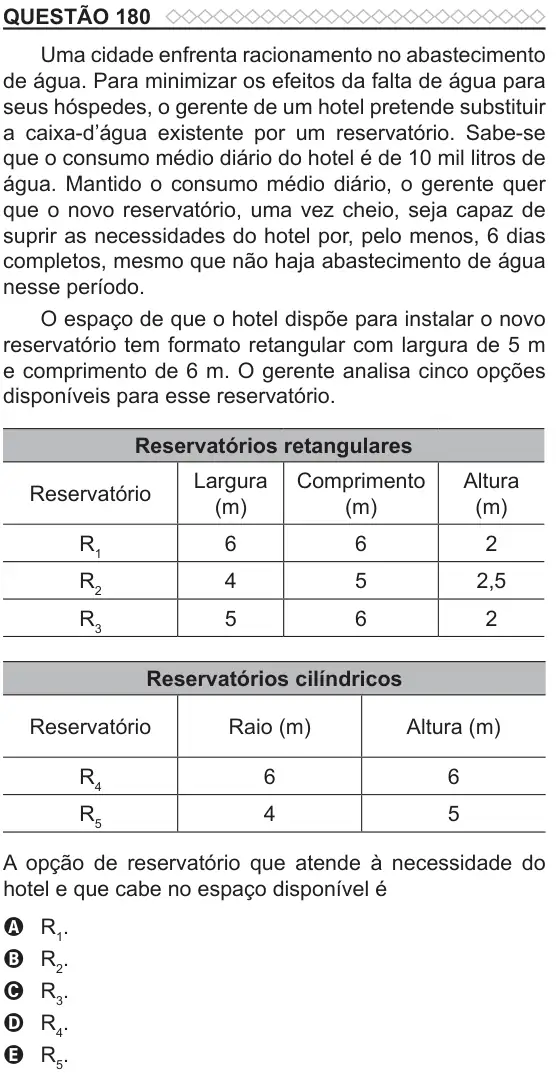 QUESTÃO 180
Uma cidade enfrenta racionamento no abastecimento
de água. Para minimizar os efeitos da falta de água para
seus hóspedes, o gerente de um hotel pretende substituir
a caixa-d’água existente por um reservatório. Sabe-se
que o consumo médio diário do hotel é de 10 mil litros de
água. Mantido o consumo médio diário, o gerente quer
que o novo reservatório, uma vez cheio, seja capaz de
suprir as necessidades do hotel por, pelo menos, 6 dias
completos, mesmo que não haja abastecimento de água
nesse período.
O espaço de que o hotel dispõe para instalar o novo
reservatório tem formato retangular com largura de 5 m
e comprimento de 6 m. O gerente analisa cinco opções
disponíveis para esse reservatório.
Reservatórios retangulares
Reservatório Largura (m) Comprimento (m) Altura (m)
R₁ 6 6 2
R₂ 4 5 2,5
R₃ 5 6 2
Reservatórios cilíndricos
Reservatório Raio (m) Altura (m)
R₄ 6 6
R₅ 4 5
A opção de reservatório que atende à necessidade do
hotel e que cabe no espaço disponível é
A R₁.
B R₂.
C R₃.
D R₄.
E R₅.